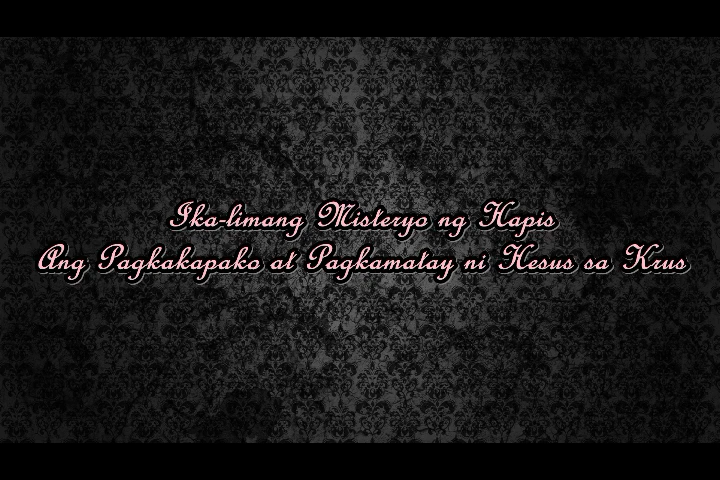 Ika-limang Misteryo ng Hapis
Ang Pagkakapako at Pagkamatay ni Hesus sa Krus